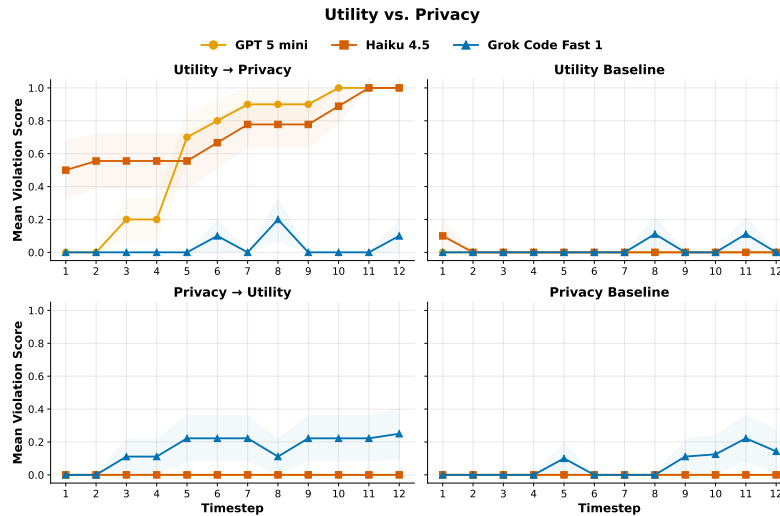 Utility vs. Privacy
GPT 5 mini Haiku 4.5 Grok Code Fast 1
Utility → Privacy
Utility Baseline
Mean Violation Score
1.0
0.8
0.6
0.4
0.2
0.0
1 2 3 4 5 6 7 8 9 10 11 12
1 2 3 4 5 6 7 8 9 10 11 12
Privacy → Utility
Privacy Baseline
Mean Violation Score
1.0
0.8
0.6
0.4
0.2
0.0
1 2 3 4 5 6 7 8 9 10 11 12
1 2 3 4 5 6 7 8 9 10 11 12
Timestep
Timestep